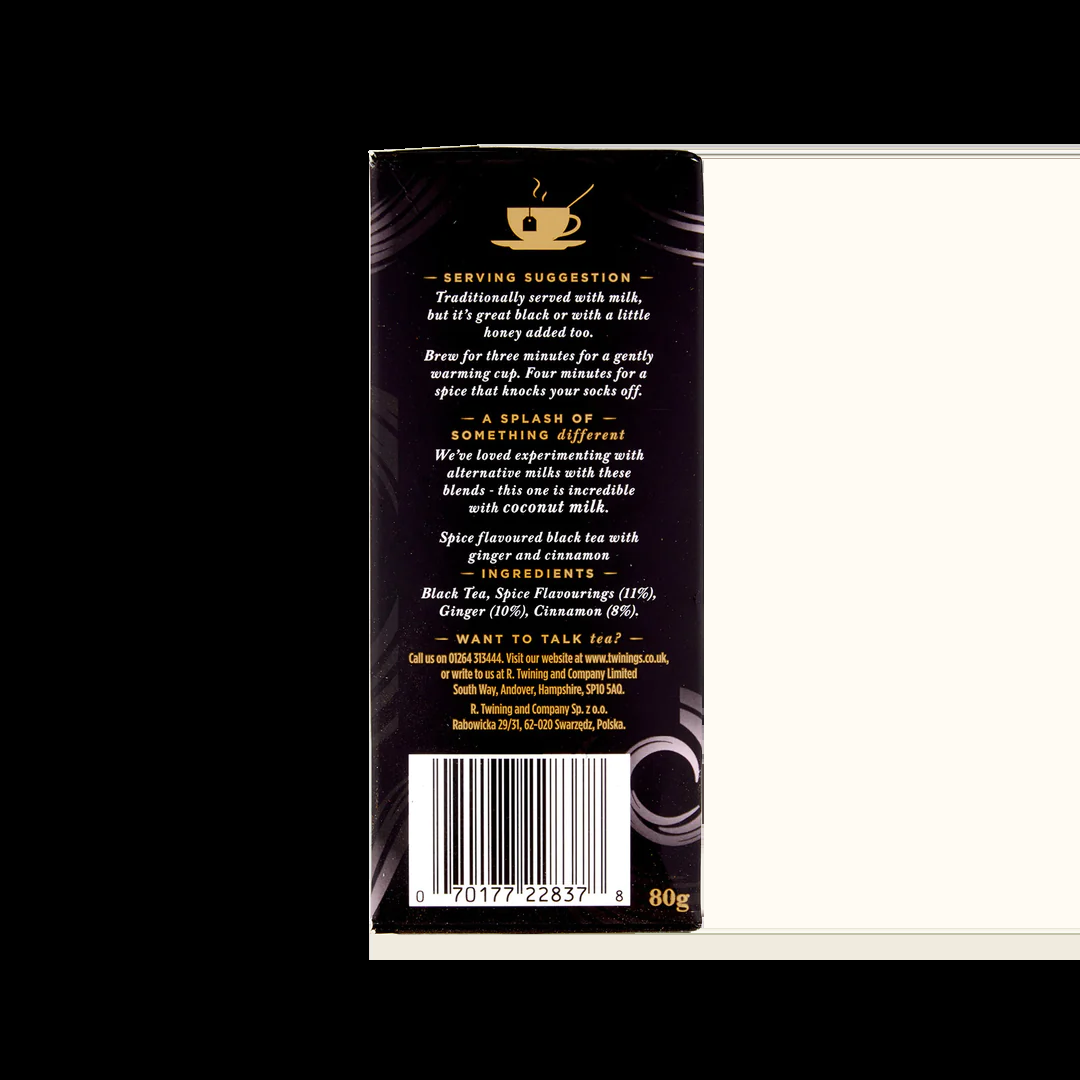 SERVING SUGGESTION
Traditionally served with milk,
but it's great black or with a little
honey added too.
Brew for three minutes for a gently
warming cup. Four minutes for a
spice that knocks your socks off.
A SPLASH OF
SOMETHING different
We've loved experimenting with
alternative milks with these
blends - this one is incredible
with coconut milk.
Spice flavoured black tea with
ginger and cinnamon
INGREDIENTS
Black Tea, Spice Flavourings (11%),
Ginger (10%), Cinnamon (8%).
WANT TO TALK tea?
Call us on 01264 313444. Visit our website at www.twinings.co.uk,
or write to us at R. Twining and Company Limited
South Way, Andover, Hampshire, SP10 5AQ.
R. Twining and Company Sp. z o.o.
Rabowicka 29/31, 62-020 Swarzędz, Polska.
0 70177 22837 8
80g